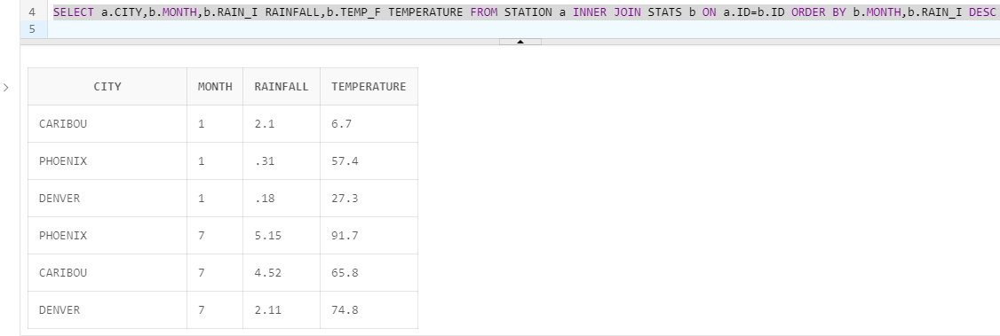 4 SELECT a.CITY,b.MONTH,b.RAIN_I RAINFALL,b.TEMP_F TEMPERATURE FROM STATION a INNER JOIN STATS b ON a.ID=b.ID ORDER BY b.MONTH,b.RAIN_I DESC
5
CITY MONTH RAINFALL TEMPERATURE
CARIBOU 1 2.1 6.7
PHOENIX 1 .31 57.4
DENVER 1 .18 27.3
PHOENIX 7 5.15 91.7
CARIBOU 7 4.52 65.8
DENVER 7 2.11 74.8